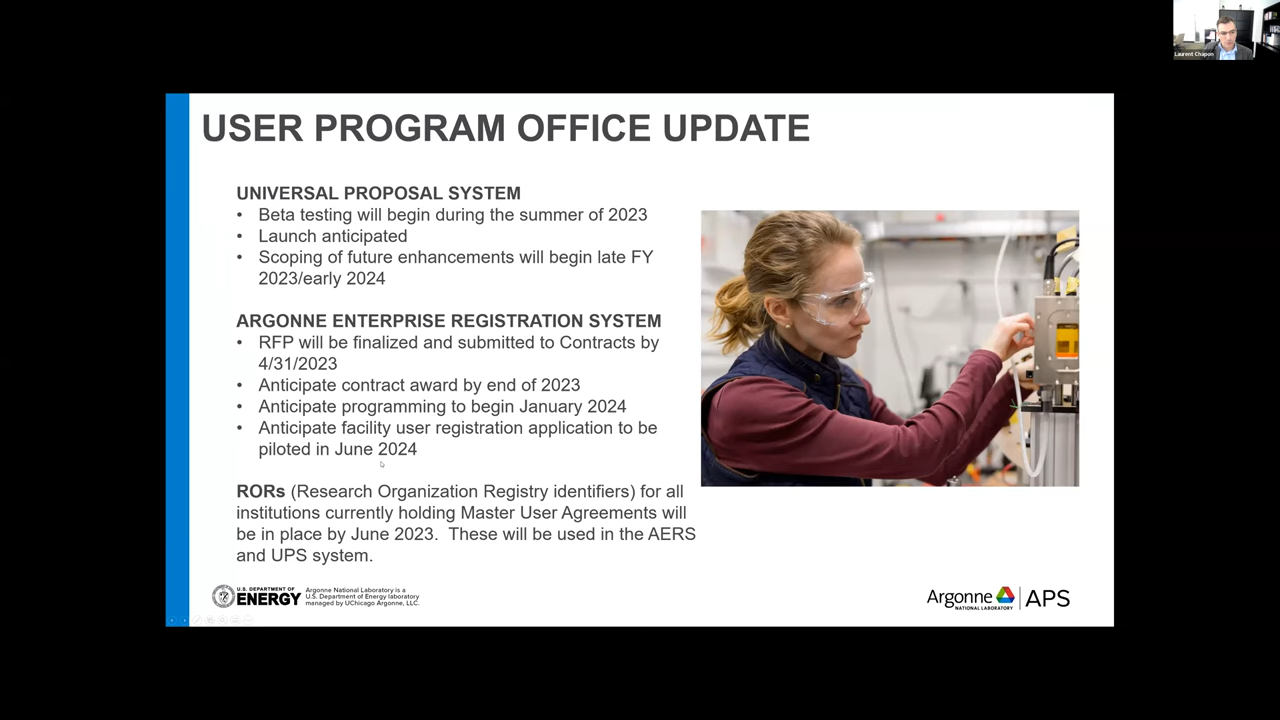 Laurent Chapon
USER PROGRAM OFFICE UPDATE
UNIVERSAL PROPOSAL SYSTEM
• Beta testing will begin during the summer of 2023
• Launch anticipated
• Scoping of future enhancements will begin late FY
2023/early 2024
ARGONNE ENTERPRISE REGISTRATION SYSTEM
• RFP will be finalized and submitted to Contracts by
4/31/2023
• Anticipate contract award by end of 2023
• Anticipate programming to begin January 2024
• Anticipate facility user registration application to be
piloted in June 2024
RORs (Research Organization Registry identifiers) for all
institutions currently holding Master User Agreements will
be in place by June 2023.  These will be used in the AERS
and UPS system.
U.S. DEPARTMENT OF
ENERGY
Argonne National Laboratory is a
U.S. Department of Energy laboratory
managed by UChicago Argonne, LLC.
Argonne
NATIONAL LABORATORY
APS